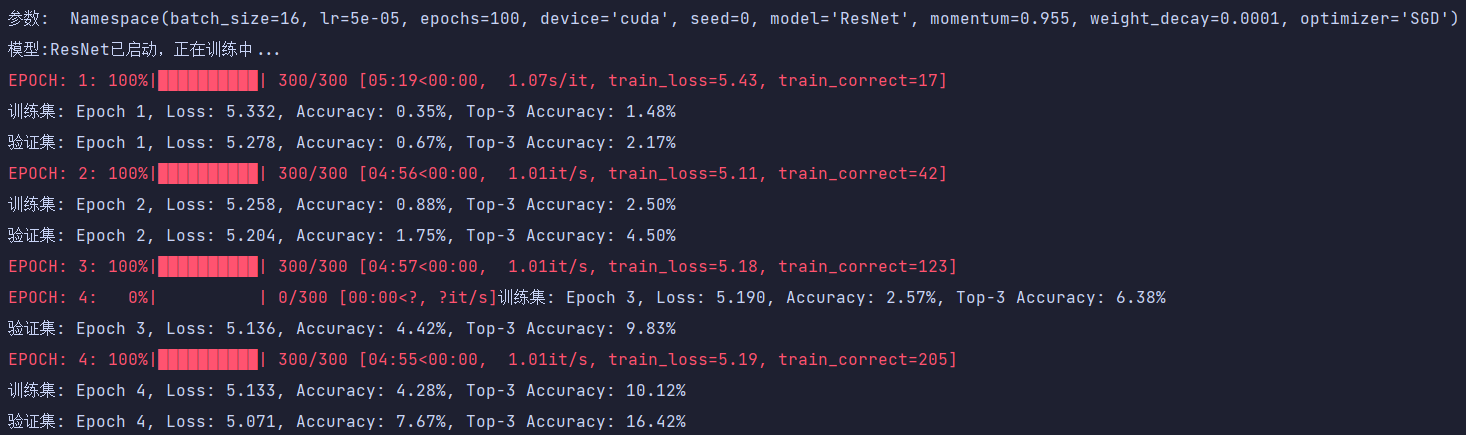 参数:  Namespace(batch_size=16, lr=5e-05, epochs=100, device='cuda', seed=0, model='ResNet', momentum=0.955, weight_decay=0.0001, optimizer='SGD')
模型:ResNet已启动，正在训练中...
EPOCH: 1: 100%|██████████| 300/300 [05:19<00:00,  1.07s/it, train_loss=5.43, train_correct=17]
训练集: Epoch 1, Loss: 5.332, Accuracy: 0.35%, Top-3 Accuracy: 1.48%
验证集: Epoch 1, Loss: 5.278, Accuracy: 0.67%, Top-3 Accuracy: 2.17%
EPOCH: 2: 100%|██████████| 300/300 [04:56<00:00,  1.01it/s, train_loss=5.11, train_correct=42]
训练集: Epoch 2, Loss: 5.258, Accuracy: 0.88%, Top-3 Accuracy: 2.50%
验证集: Epoch 2, Loss: 5.204, Accuracy: 1.75%, Top-3 Accuracy: 4.50%
EPOCH: 3: 100%|██████████| 300/300 [04:57<00:00,  1.01it/s, train_loss=5.18, train_correct=123]
EPOCH: 4:   0%|          | 0/300 [00:00<?, ?it/s]训练集: Epoch 3, Loss: 5.190, Accuracy: 2.57%, Top-3 Accuracy: 6.38%
验证集: Epoch 3, Loss: 5.136, Accuracy: 4.42%, Top-3 Accuracy: 9.83%
EPOCH: 4: 100%|██████████| 300/300 [04:55<00:00,  1.01it/s, train_loss=5.19, train_correct=205]
训练集: Epoch 4, Loss: 5.133, Accuracy: 4.28%, Top-3 Accuracy: 10.12%
验证集: Epoch 4, Loss: 5.071, Accuracy: 7.67%, Top-3 Accuracy: 16.42%